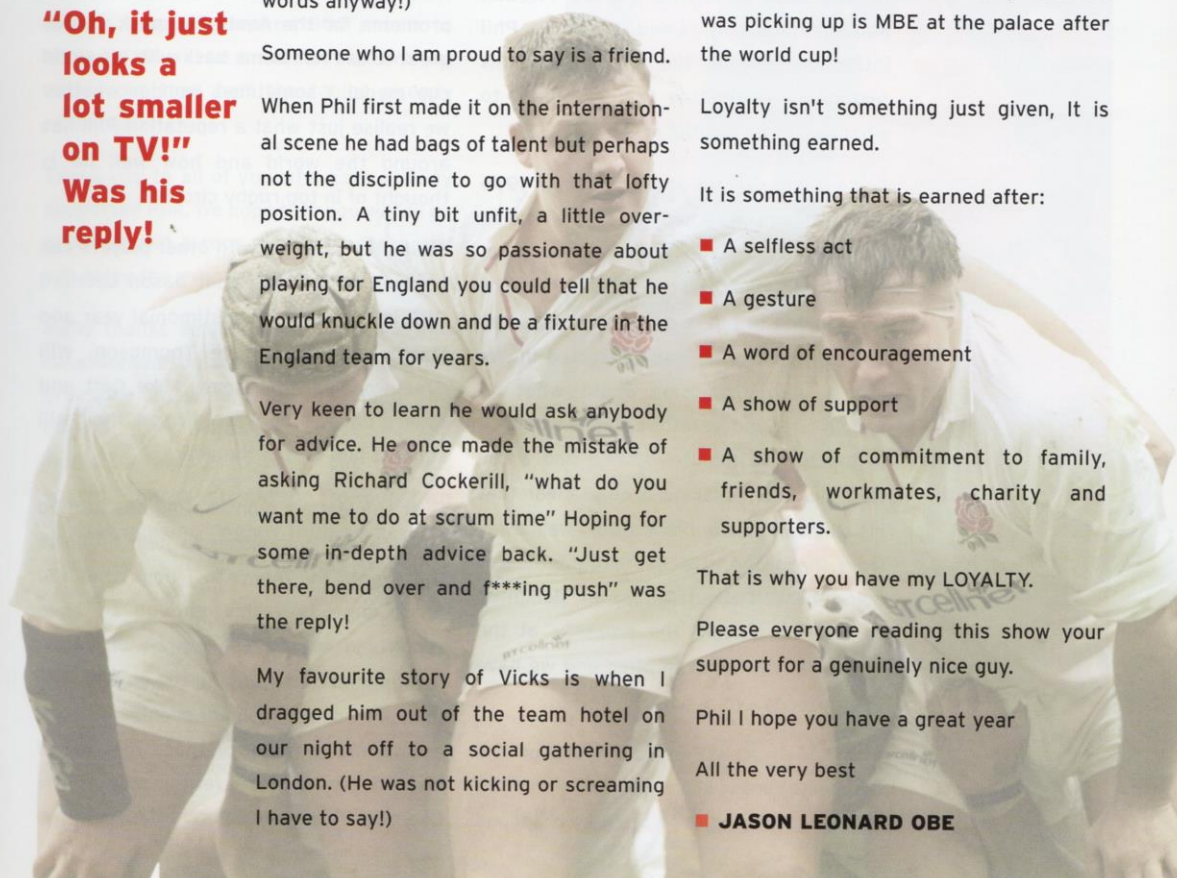 “Oh, it just
looks a
lot smaller
on TV!”
Was his
reply!
words anyway!)
Someone who I am proud to say is a friend.
When Phil first made it on the internation-
al scene he had bags of talent but perhaps
not the discipline to go with that lofty
position. A tiny bit unfit, a little over-
weight, but he was so passionate about
playing for England you could tell that he
would knuckle down and be a fixture in the
England team for years.
Very keen to learn he would ask anybody
for advice. He once made the mistake of
asking Richard Cockerill, “what do you
want me to do at scrum time” Hoping for
some in-depth advice back. “Just get
there, bend over and f***ing push” was
the reply!
My favourite story of Vicks is when I
dragged him out of the team hotel on
our night off to a social gathering in
London. (He was not kicking or screaming
I have to say!)
was picking up is MBE at the palace after
the world cup!
Loyalty isn't something just given, It is
something earned.
It is something that is earned after:
■ A selfless act
■ A gesture
■ A word of encouragement
■ A show of support
■ A show of commitment to family,
friends, workmates, charity and
supporters.
That is why you have my LOYALTY.
Please everyone reading this show your
support for a genuinely nice guy.
Phil I hope you have a great year
All the very best
■ JASON LEONARD OBE
BTcellnet
BTcellnet